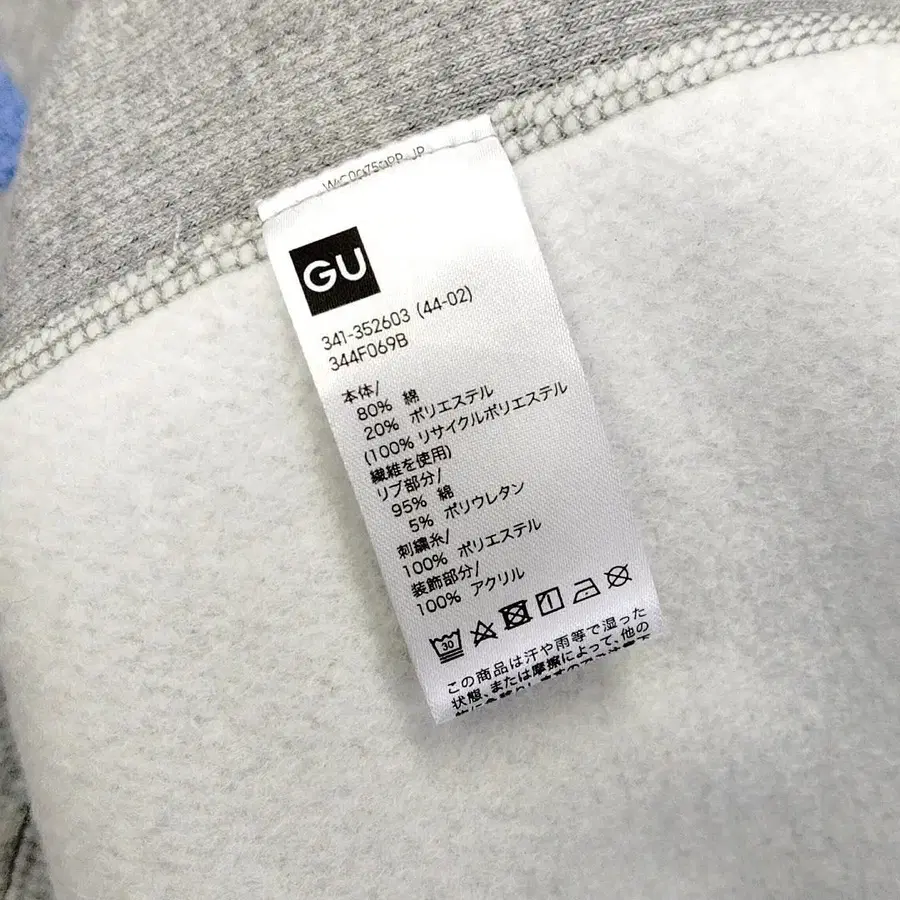 GU
341-352603 (44-02)
344F069B
本体/
80% 綿
20% ポリエステル
(100% リサイクルポリエステル
繊維を使用)
リブ部分/
95% 綿
5% ポリウレタン
刺繍糸/
100% ポリエステル
装飾部分/
100% アクリル
30
この商品は汗や雨等で湿った
状態、または摩擦によって、他の